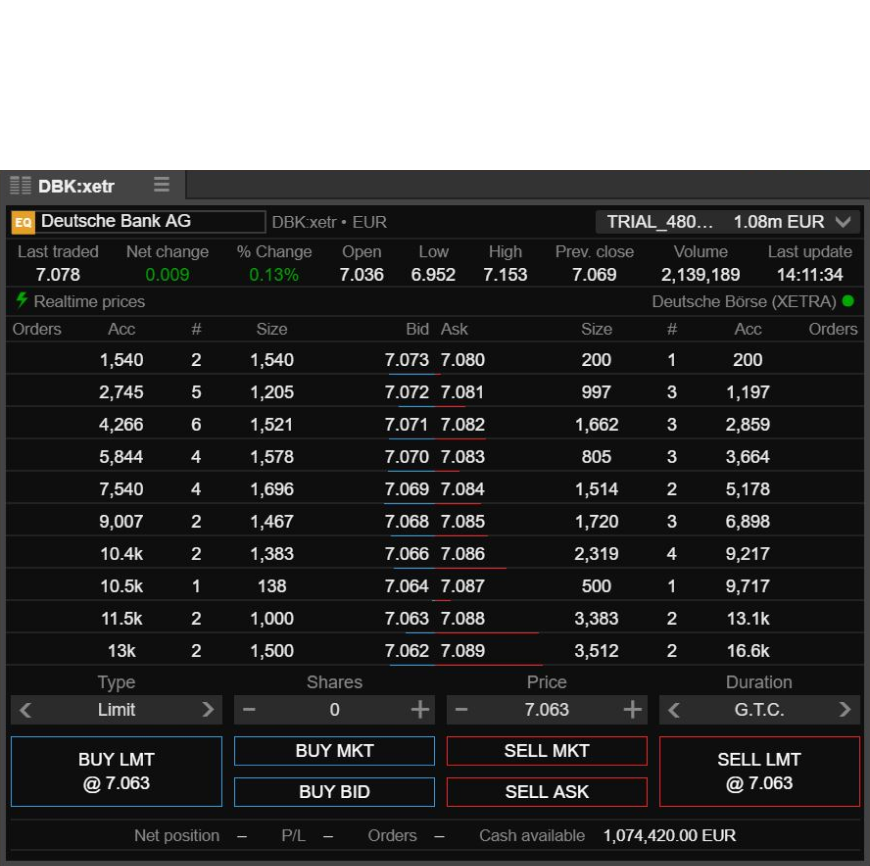 DBK:xetr
EQ Deutsche Bank AG DBK:xetr • EUR TRIAL_480... 1.08m EUR
Last traded Net change % Change Open Low High Prev. close Volume Last update
7.078 0.009 0.13% 7.036 6.952 7.153 7.069 2,139,189 14:11:34
Realtime prices Deutsche Börse (XETRA)
Orders Acc # Size Bid Ask Size # Acc Orders
1,540 2 1,540 7.073 7.080 200 1 200
2,745 5 1,205 7.072 7.081 997 3 1,197
4,266 6 1,521 7.071 7.082 1,662 3 2,859
5,844 4 1,578 7.070 7.083 805 3 3,664
7,540 4 1,696 7.069 7.084 1,514 2 5,178
9,007 2 1,467 7.068 7.085 1,720 3 6,898
10.4k 2 1,383 7.066 7.086 2,319 4 9,217
10.5k 1 138 7.064 7.087 500 1 9,717
11.5k 2 1,000 7.063 7.088 3,383 2 13.1k
13k 2 1,500 7.062 7.089 3,512 2 16.6k
Type Shares Price Duration
< Limit > − 0 + − 7.063 + < G.T.C. >
BUY LMT
@ 7.063
BUY MKT
BUY BID
SELL MKT
SELL ASK
SELL LMT
@ 7.063
Net position – P/L – Orders – Cash available 1,074,420.00 EUR